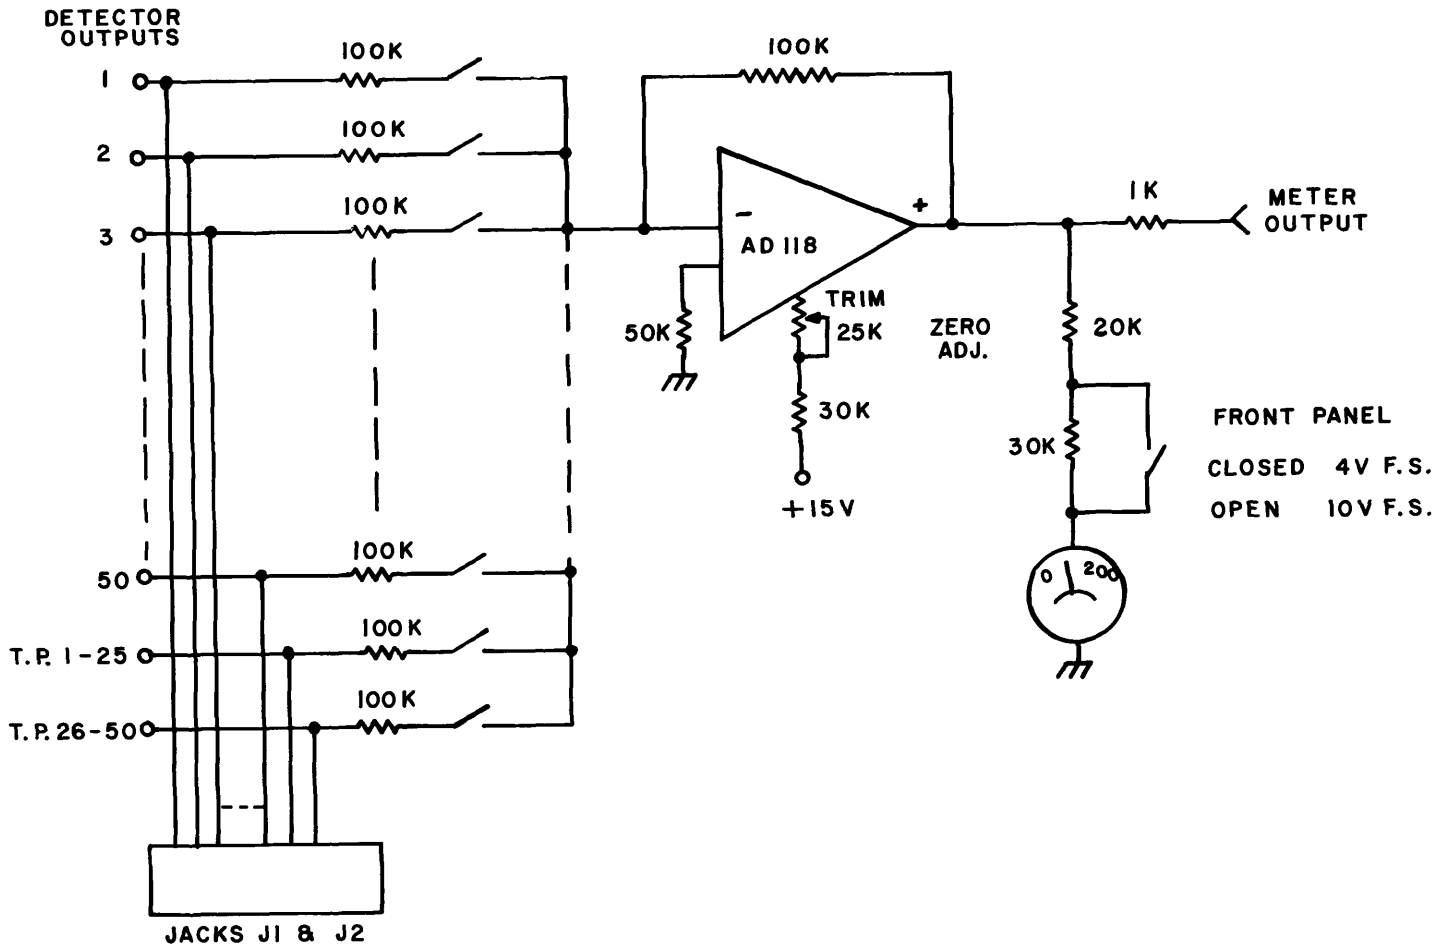 DETECTOR
OUTPUTS
1
100K
100K
2
100K
3
100K
1K
METER
OUTPUT
-
+
AD 118
TRIM
25K
ZERO
ADJ.
50K
20K
30K
+15V
30K
FRONT PANEL
CLOSED 4V F.S.
OPEN 10V F.S.
50
100K
0 200
T.P. 1-25
100K
T.P. 26-50
100K
JACKS J1 & J2